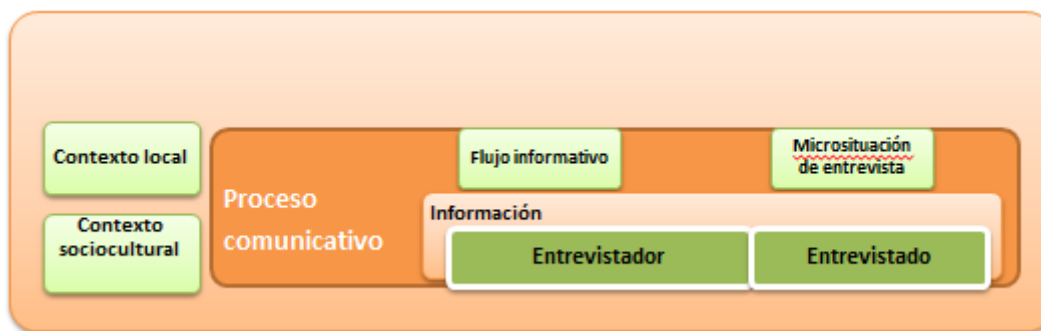 Contexto local
Contexto
sociocultural
Proceso
comunicativo
Flujo informativo
Microsituación
de entrevista
Información
Entrevistador
Entrevistado